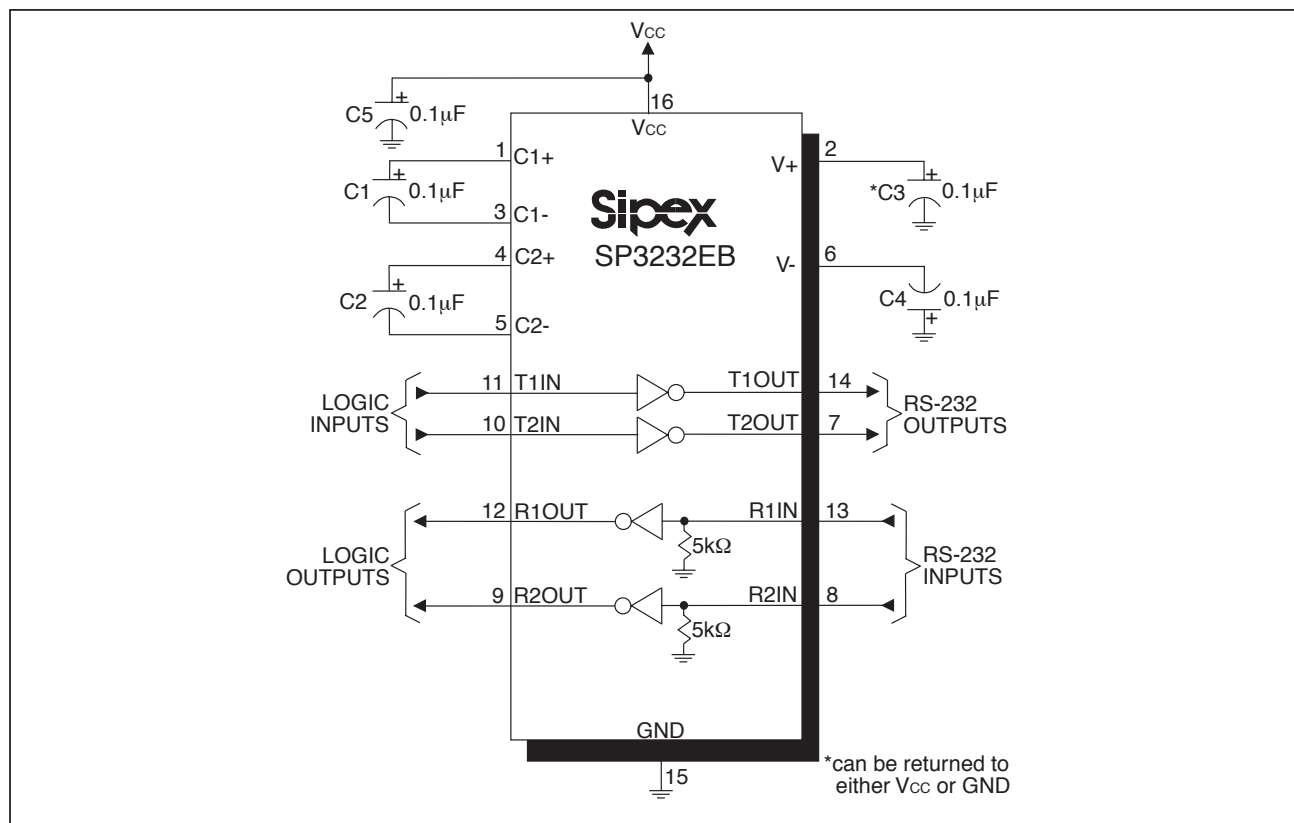 VCC
16
VCC
C5 + 0.1µF
1 C1+
C1 + 0.1µF
3 C1-
4 C2+
C2 + 0.1µF
5 C2-
Sipex
SP3232EB
V+ 2
*C3 + 0.1µF
V- 6
C4 0.1µF
+
LOGIC
INPUTS
11 T1IN T1OUT 14
10 T2IN T2OUT 7
RS-232
OUTPUTS
12 R1OUT R1IN 13
5kΩ
LOGIC
OUTPUTS
9 R2OUT R2IN 8
5kΩ
RS-232
INPUTS
GND
15
*can be returned to
either VCC or GND